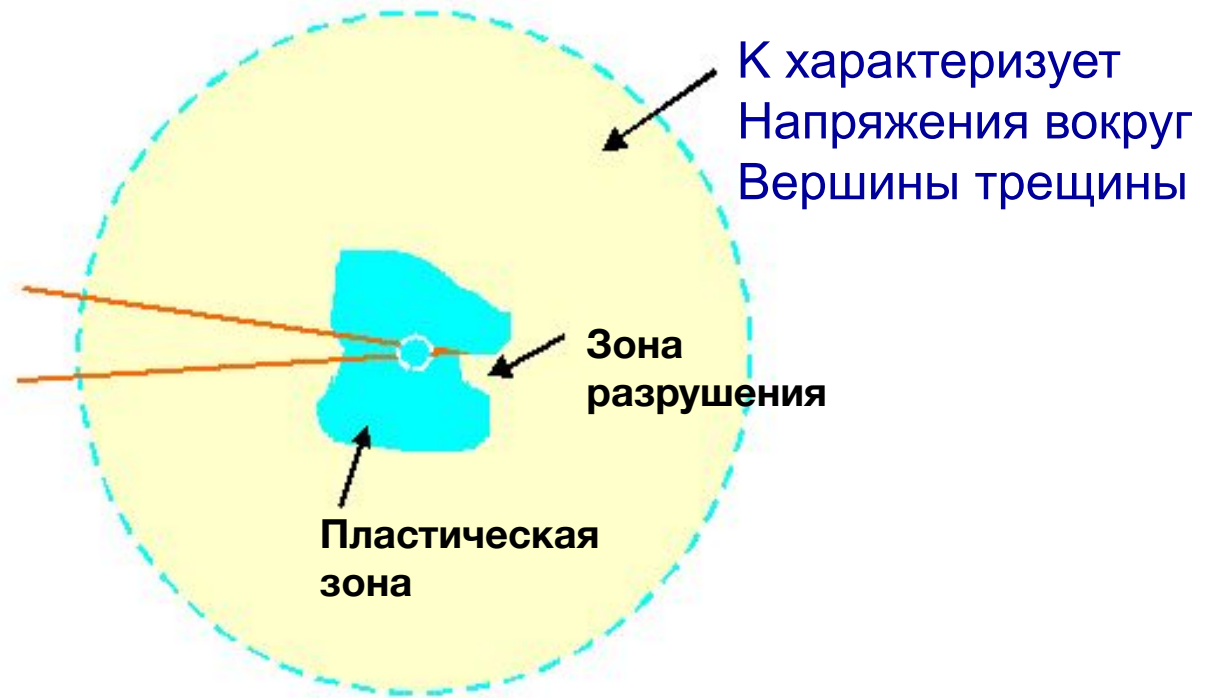 К характеризует
Напряжения вокруг
Вершины трещины
Зона
разрушения
Пластическая
зона